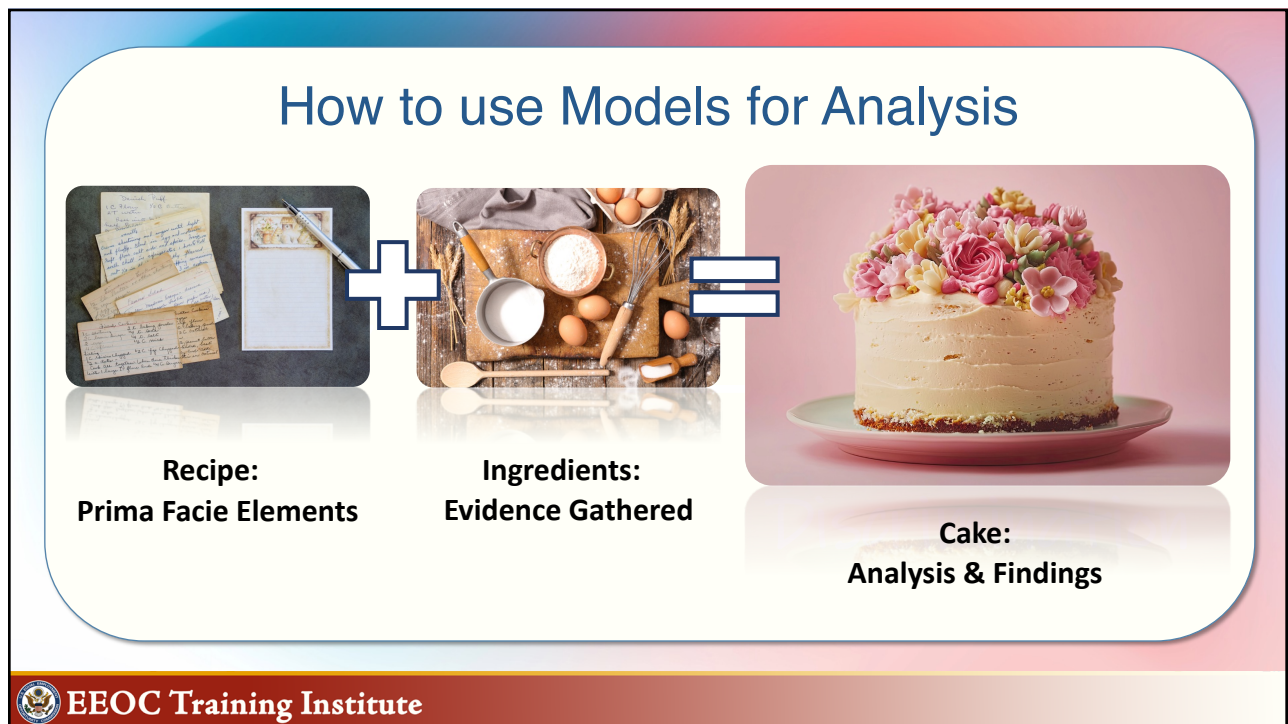 How to use Models for Analysis
Recipe:
Prima Facie Elements
Ingredients:
Evidence Gathered
Cake:
Analysis & Findings
EEOC Training Institute